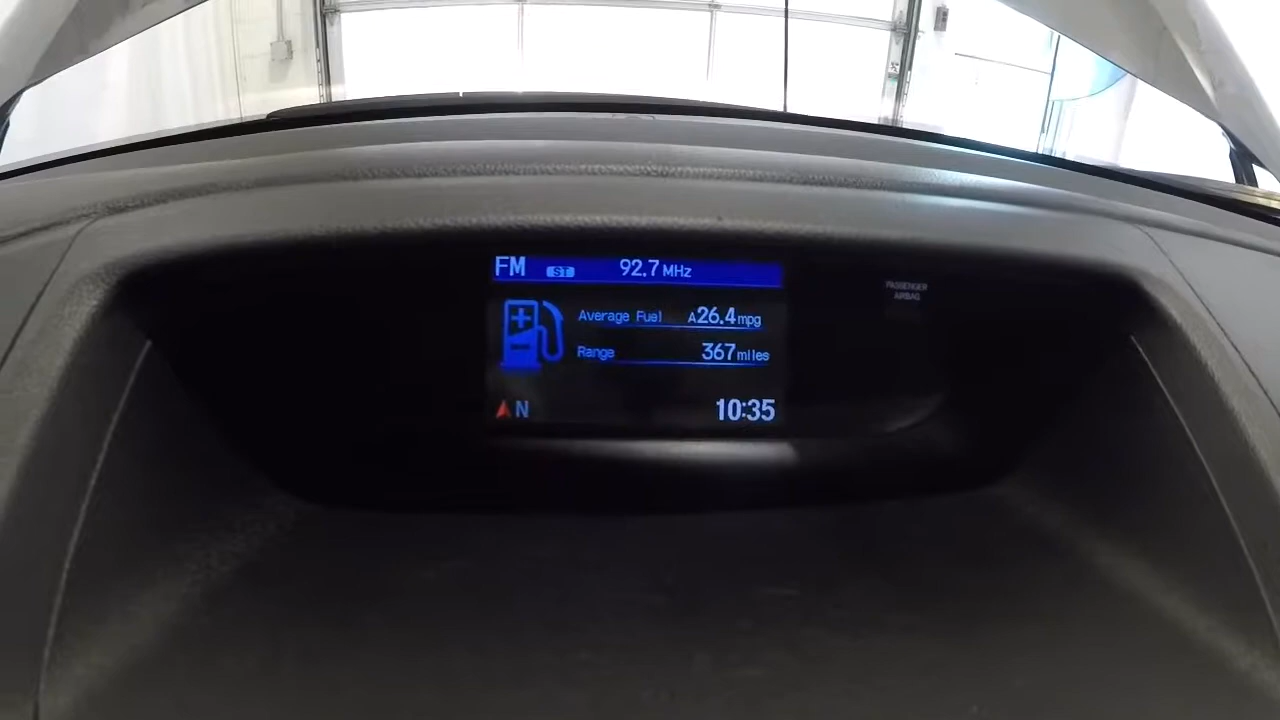 FM ST 92.7 MHz
Average Fuel A26.4 mpg
Range 367 miles
N 10:35
PASSENGER
AIRBAG